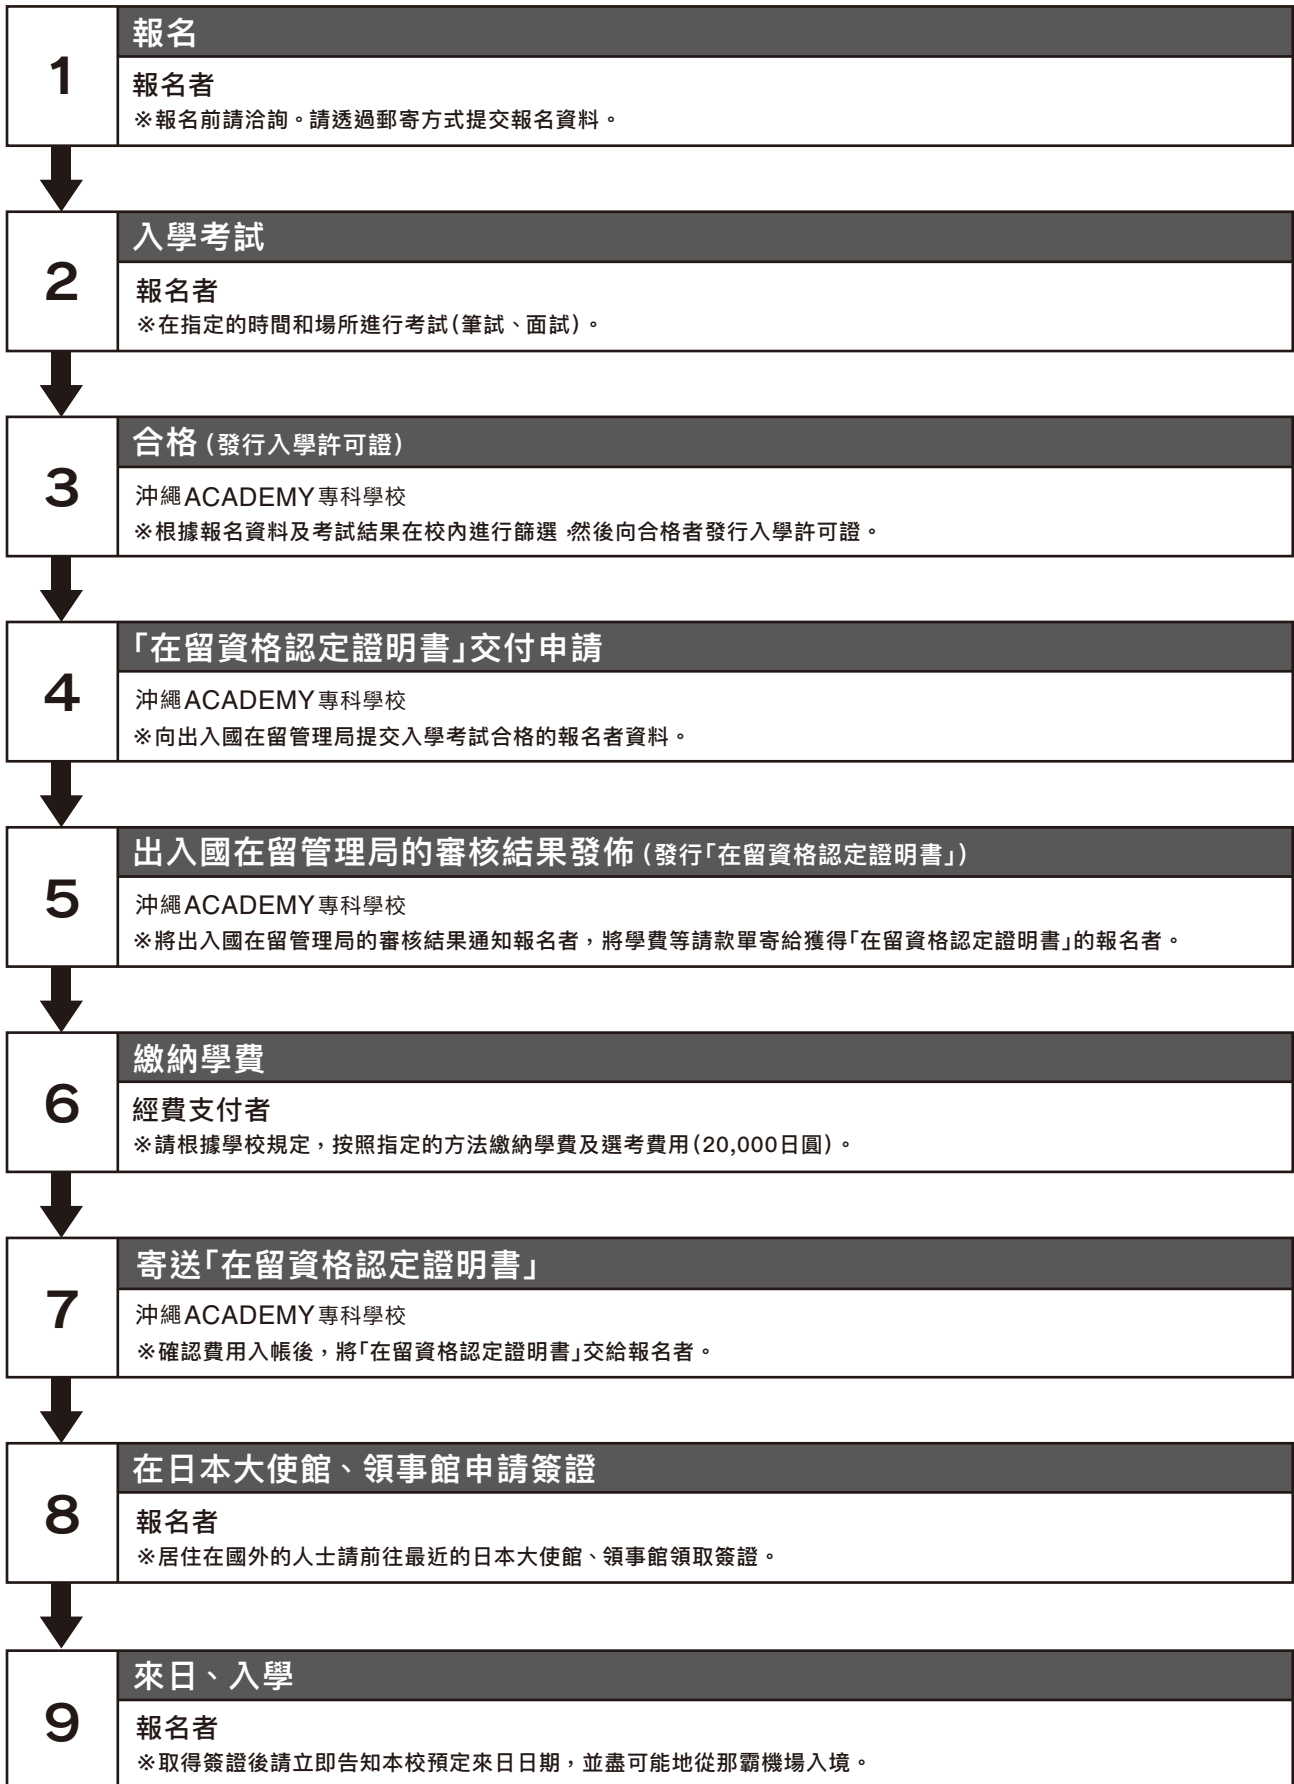 1
報名
報名者
※報名前請洽詢。請透過郵寄方式提交報名資料。
2
入學考試
報名者
※在指定的時間和場所進行考試(筆試、面試)。
3
合格(發行入學許可證)
沖繩ACADEMY專科學校
※根據報名資料及考試結果在校內進行篩選,然後向合格者發行入學許可證。
4
「在留資格認定證明書」交付申請
沖繩ACADEMY專科學校
※向出入國在留管理局提交入學考試合格的報名者資料。
5
出入國在留管理局的審核結果發佈(發行「在留資格認定證明書」)
沖繩ACADEMY專科學校
※將出入國在留管理局的審核結果通知報名者,將學費等請款單寄給獲得「在留資格認定證明書」的報名者。
6
繳納學費
經費支付者
※請根據學校規定,按照指定的方法繳納學費及選考費用(20,000日圓)。
7
寄送「在留資格認定證明書」
沖繩ACADEMY專科學校
※確認費用入帳後,將「在留資格認定證明書」交給報名者。
8
在日本大使館、領事館申請簽證
報名者
※居住在國外的人士請前往最近的日本大使館、領事館領取簽證。
9
來日、入學
報名者
※取得簽證後請立即告知本校預定來日日期,並盡可能地從那霸機場入境。